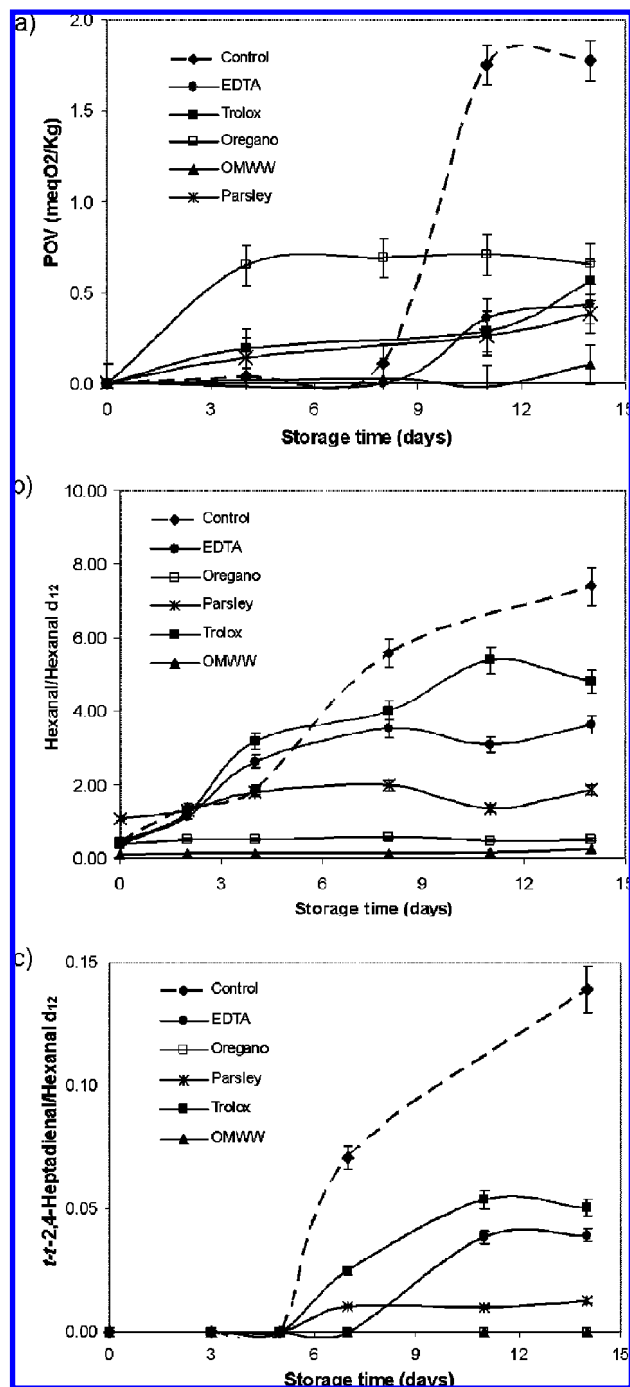 a)
2.0
1.5
1.0
0.5
0.0
POV (meqO2/Kg)
Control
EDTA
Trolox
Oregano
OMWW
Parsley
0 3 6 9 12 15
Storage time (days)
b)
10.00
8.00
6.00
4.00
2.00
0.00
Hexanal/Hexanal d12
Control
EDTA
Oregano
Parsley
Trolox
OMWW
0 3 6 9 12 15
Storage time (days)
c)
0.15
0.10
0.05
0.00
t-t-2,4-Heptadienal/Hexanal d12
Control
EDTA
Oregano
Parsley
Trolox
OMWW
0 3 6 9 12 15
Storage time (days)